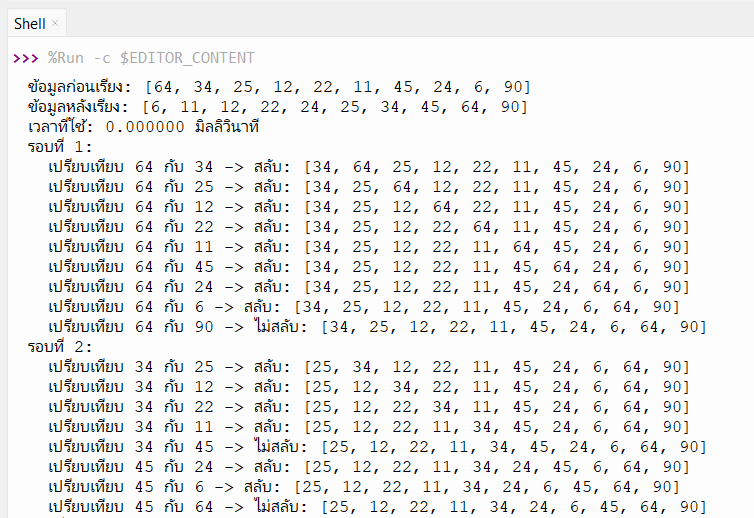 Shell ×
>>> %Run -c $EDITOR_CONTENT
ข้อมูลก่อนเรียง: [64, 34, 25, 12, 22, 11, 45, 24, 6, 90]
ข้อมูลหลังเรียง: [6, 11, 12, 22, 24, 25, 34, 45, 64, 90]
เวลาที่ใช้: 0.000000 มิลลิวินาที
รอบที่ 1:
เปรียบเทียบ 64 กับ 34 -> สลับ: [34, 64, 25, 12, 22, 11, 45, 24, 6, 90]
เปรียบเทียบ 64 กับ 25 -> สลับ: [34, 25, 64, 12, 22, 11, 45, 24, 6, 90]
เปรียบเทียบ 64 กับ 12 -> สลับ: [34, 25, 12, 64, 22, 11, 45, 24, 6, 90]
เปรียบเทียบ 64 กับ 22 -> สลับ: [34, 25, 12, 22, 64, 11, 45, 24, 6, 90]
เปรียบเทียบ 64 กับ 11 -> สลับ: [34, 25, 12, 22, 11, 64, 45, 24, 6, 90]
เปรียบเทียบ 64 กับ 45 -> สลับ: [34, 25, 12, 22, 11, 45, 64, 24, 6, 90]
เปรียบเทียบ 64 กับ 24 -> สลับ: [34, 25, 12, 22, 11, 45, 24, 64, 6, 90]
เปรียบเทียบ 64 กับ 6 -> สลับ: [34, 25, 12, 22, 11, 45, 24, 6, 64, 90]
เปรียบเทียบ 64 กับ 90 -> ไม่สลับ: [34, 25, 12, 22, 11, 45, 24, 6, 64, 90]
รอบที่ 2:
เปรียบเทียบ 34 กับ 25 -> สลับ: [25, 34, 12, 22, 11, 45, 24, 6, 64, 90]
เปรียบเทียบ 34 กับ 12 -> สลับ: [25, 12, 34, 22, 11, 45, 24, 6, 64, 90]
เปรียบเทียบ 34 กับ 22 -> สลับ: [25, 12, 22, 34, 11, 45, 24, 6, 64, 90]
เปรียบเทียบ 34 กับ 11 -> สลับ: [25, 12, 22, 11, 34, 45, 24, 6, 64, 90]
เปรียบเทียบ 34 กับ 45 -> ไม่สลับ: [25, 12, 22, 11, 34, 45, 24, 6, 64, 90]
เปรียบเทียบ 45 กับ 24 -> สลับ: [25, 12, 22, 11, 34, 24, 45, 6, 64, 90]
เปรียบเทียบ 45 กับ 6 -> สลับ: [25, 12, 22, 11, 34, 24, 6, 45, 64, 90]
เปรียบเทียบ 45 กับ 64 -> ไม่สลับ: [25, 12, 22, 11, 34, 24, 6, 45, 64, 90]